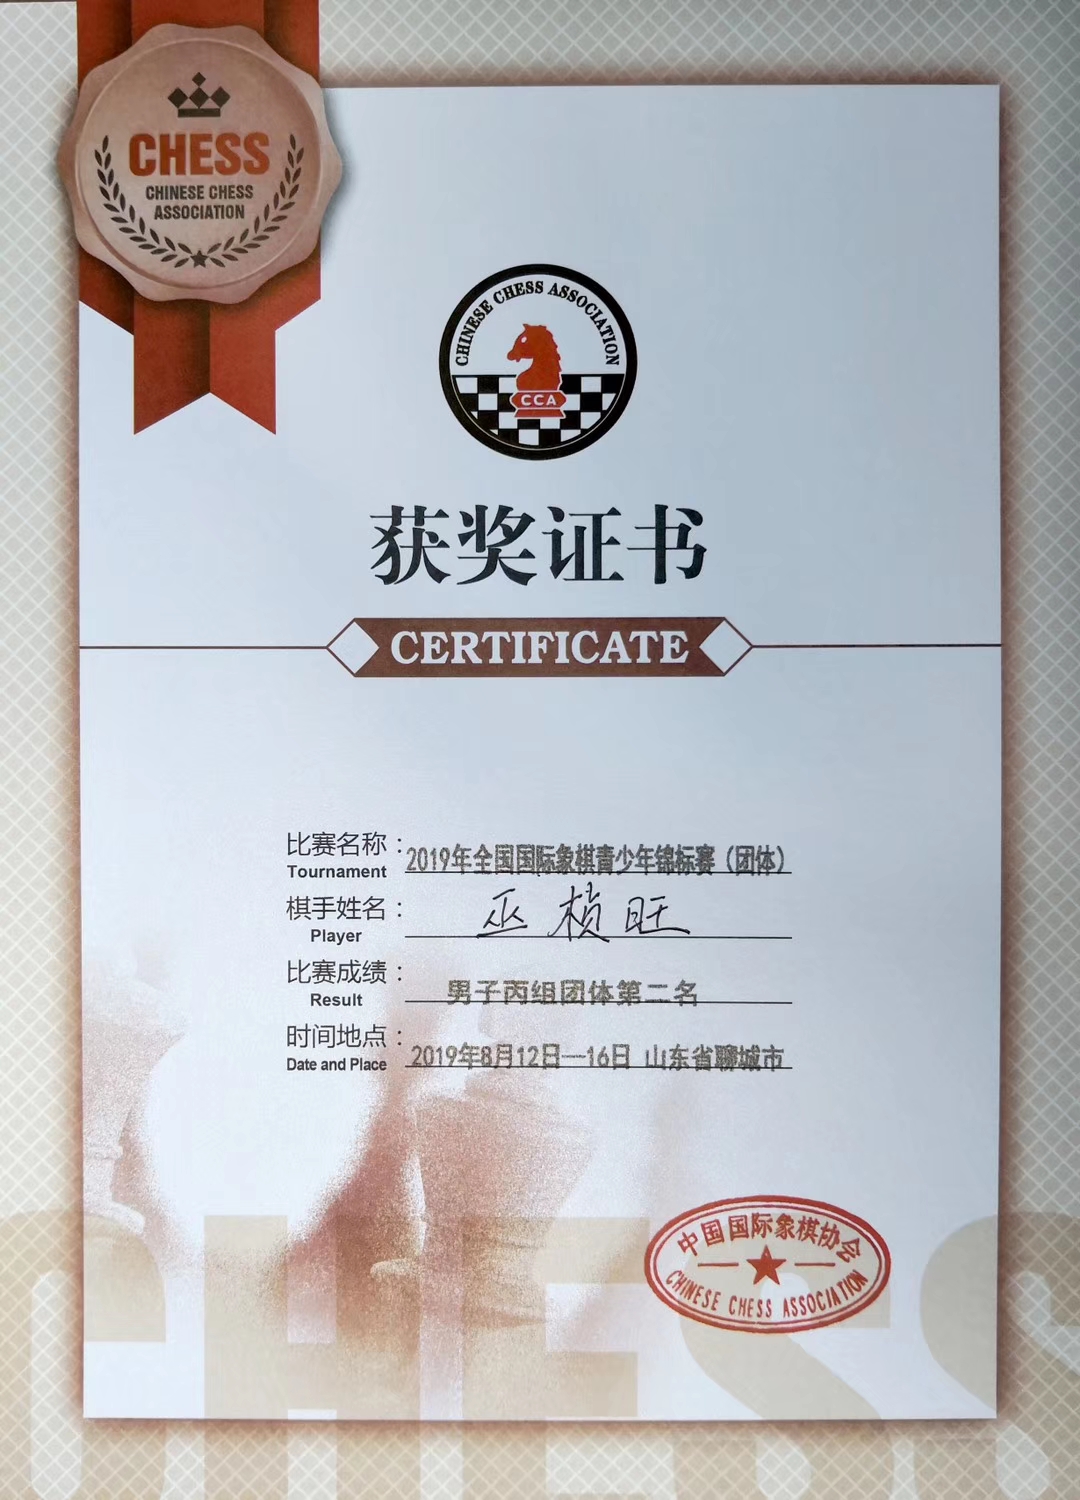 CHESS
CHINESE CHESS
ASSOCIATION
CHINESE CHESS ASSOCIATION
CCA
获奖证书
CERTIFICATE
比赛名称：2019年全国国际象棋青少年锦标赛（团体）
Tournament
棋手姓名：巫桢旺
Player
比赛成绩：男子丙组团体第二名
Result
时间地点：2019年8月12日—16日 山东省聊城市
Date and Place
中国国际象棋协会
CHINESE CHESS ASSOCIATION
CHESS